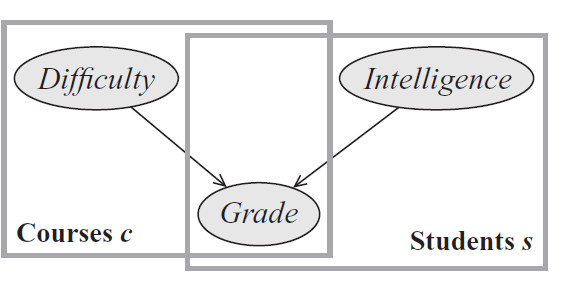 Difficulty
Intelligence
Grade
Courses c
Students s